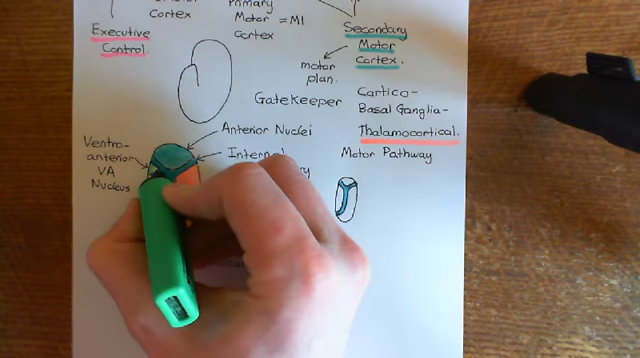 Cortex
Primary
Motor = M1
Cortex
Executive
Control.
Secondary
Motor
Cortex.
motor
plan.
Gatekeeper
Cortico-
Basal Ganglia-
Thalamocortical.
Motor Pathway
Anterior Nuclei
Internal
Ventro-
anterior
VA
Nucleus